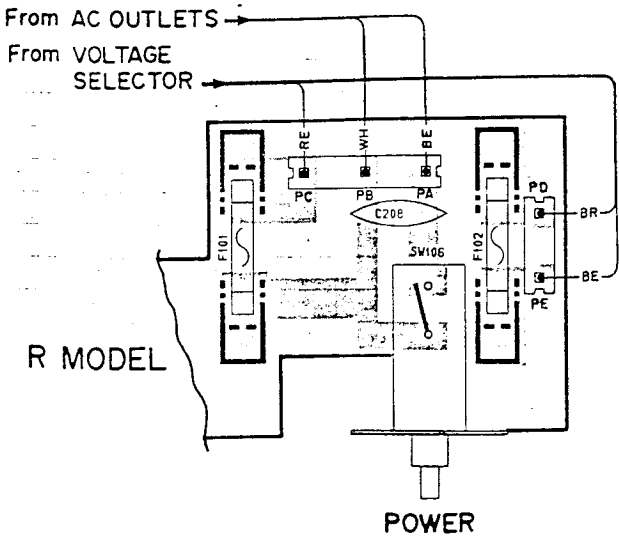 From AC OUTLETS
From VOLTAGE
SELECTOR
RE
WH
BE
PC
PB
PA
PD
C208
BR
F101
F102
SW106
BE
PE
R MODEL
POWER